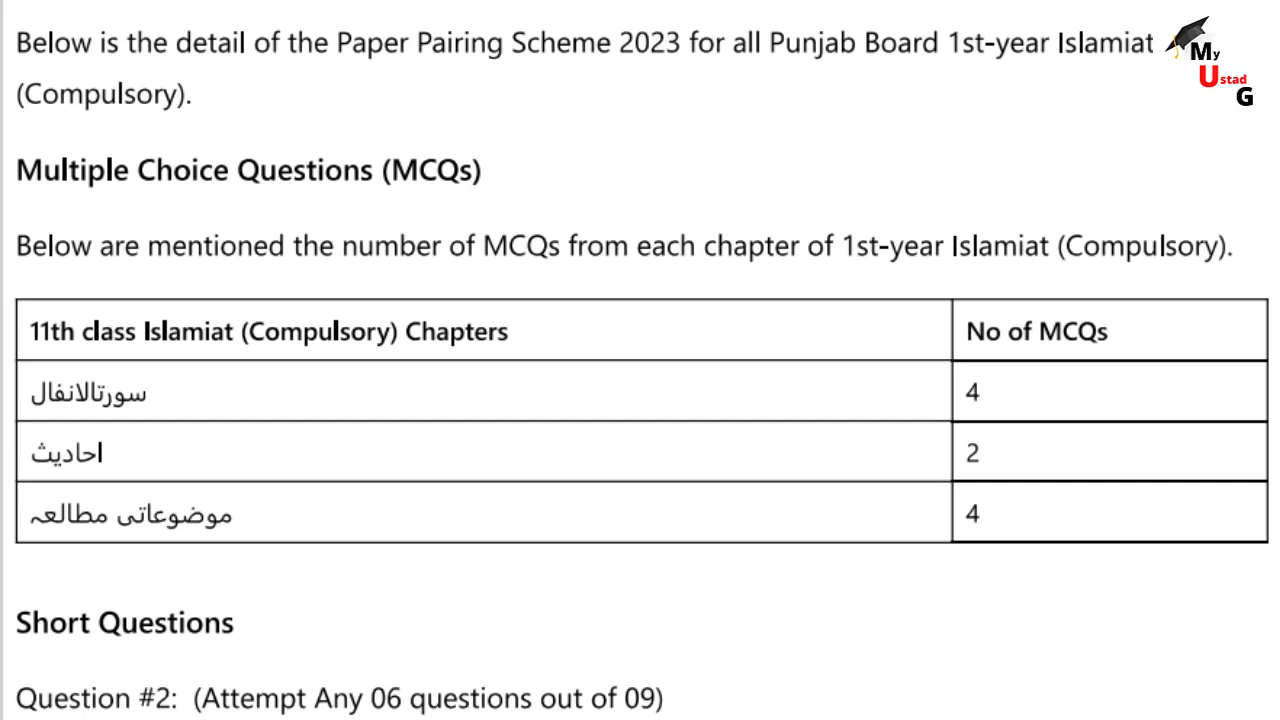 Below is the detail of the Paper Pairing Scheme 2023 for all Punjab Board 1st-year Islamiat
(Compulsory).
My
Ustad
G
Multiple Choice Questions (MCQs)
Below are mentioned the number of MCQs from each chapter of 1st-year Islamiat (Compulsory).
11th class Islamiat (Compulsory) Chapters No of MCQs
سورتالانفال 4
احادیث 2
موضوعاتی مطالعہ 4
Short Questions
Question #2: (Attempt Any 06 questions out of 09)